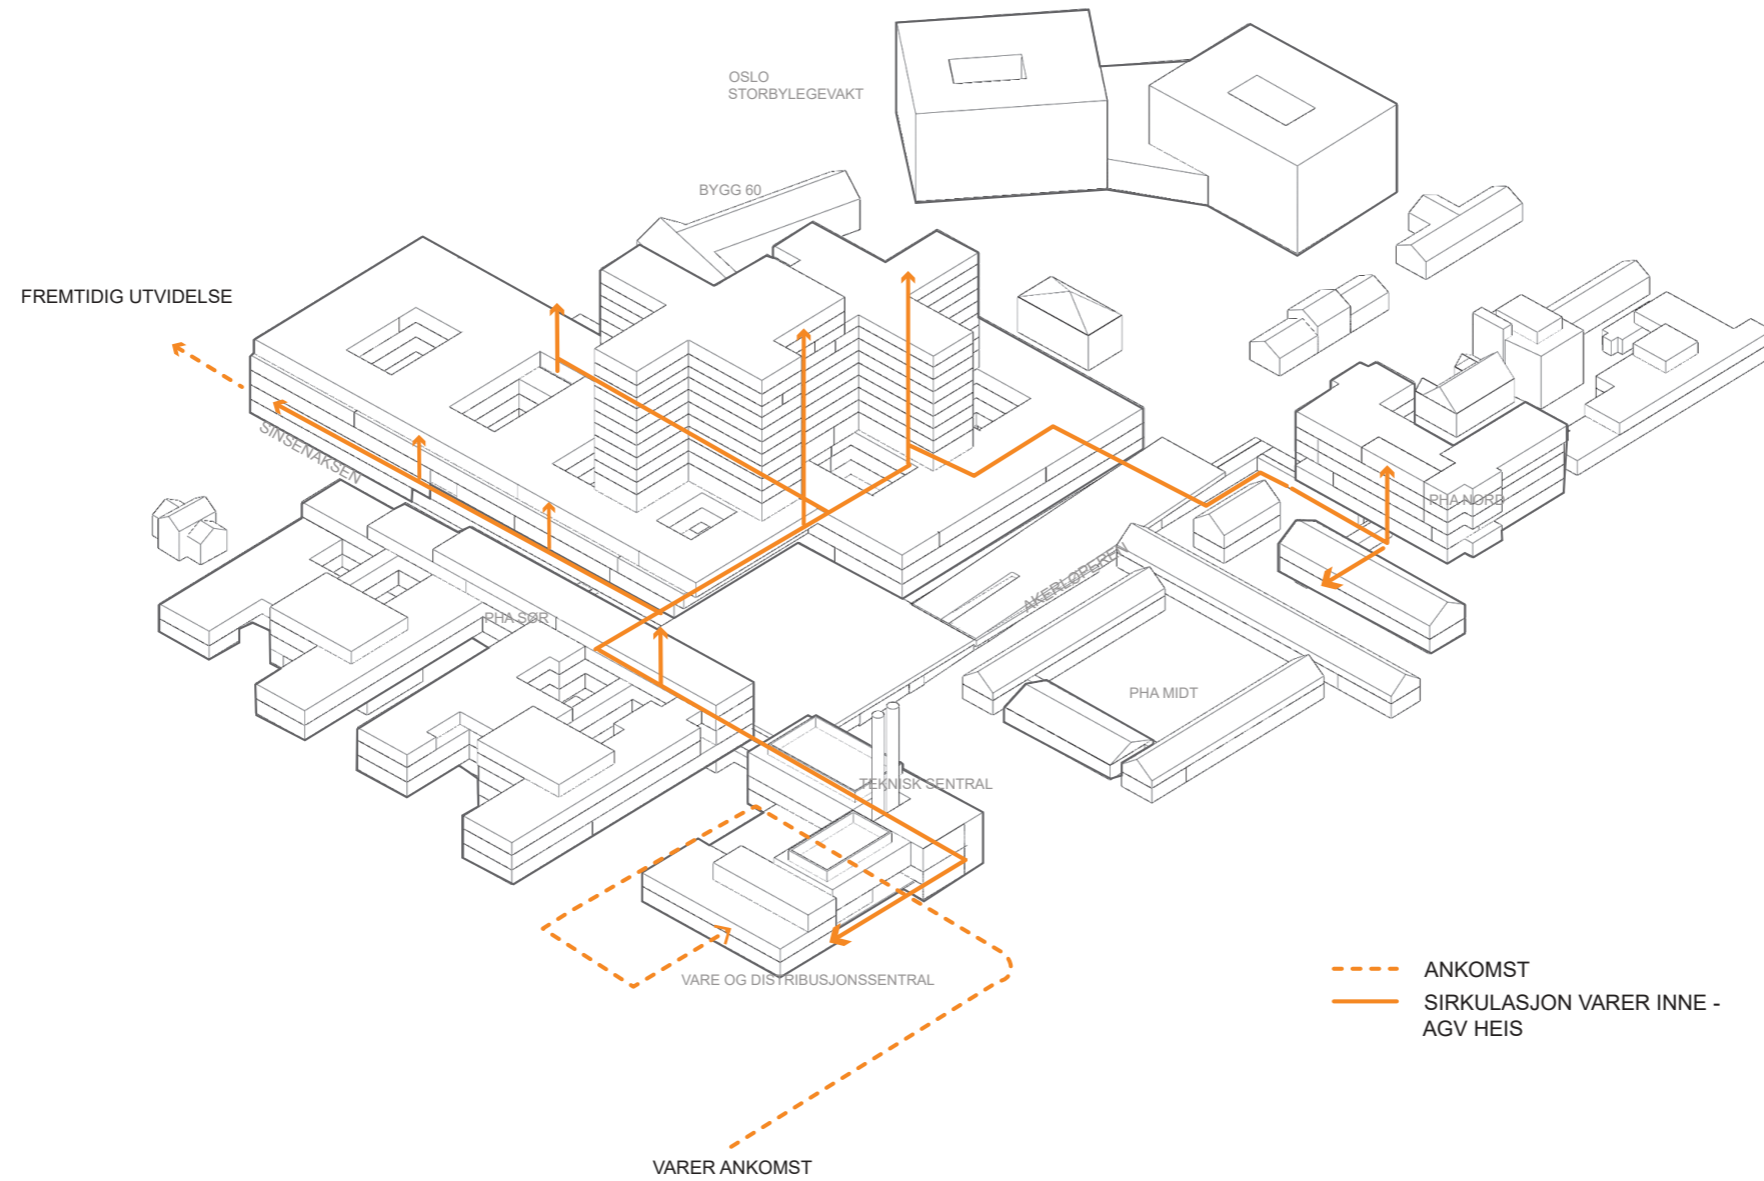 OSLO
STORBYLEGEVAKT
BYGG 60
FREMTIDIG UTVIDELSE
SINSENAKSEN
PHA NORD
AKERLØPEREN
PHA SØR
PHA MIDT
TEKNISK SENTRAL
VARE OG DISTRIBUSJONSSENTRAL
ANKOMST
SIRKULASJON VARER INNE -
AGV HEIS
VARER ANKOMST